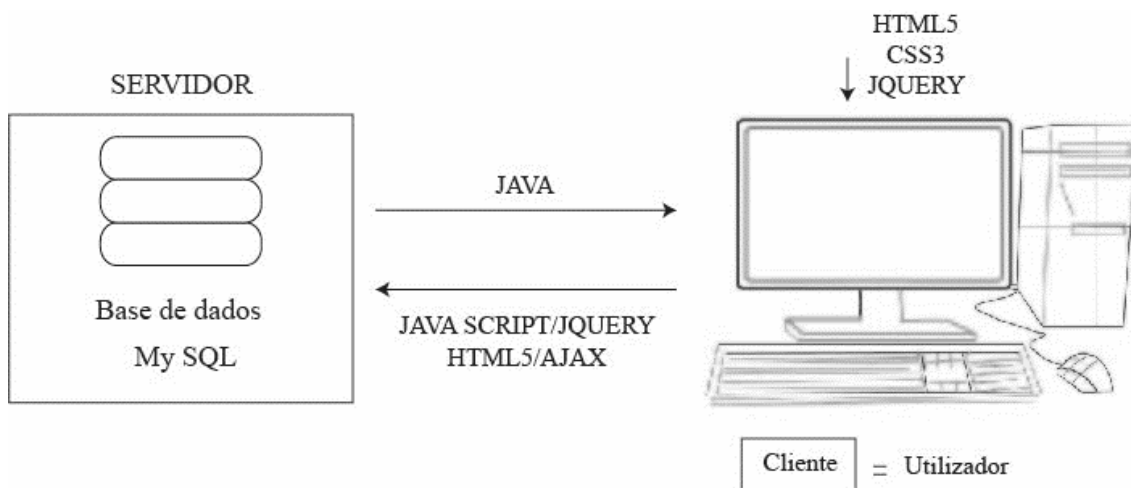 HTML5
CSS3
JQUERY
SERVIDOR
JAVA
Base de dados
My SQL
JAVA SCRIPT/JQUERY
HTML5/AJAX
Cliente = Utilizador